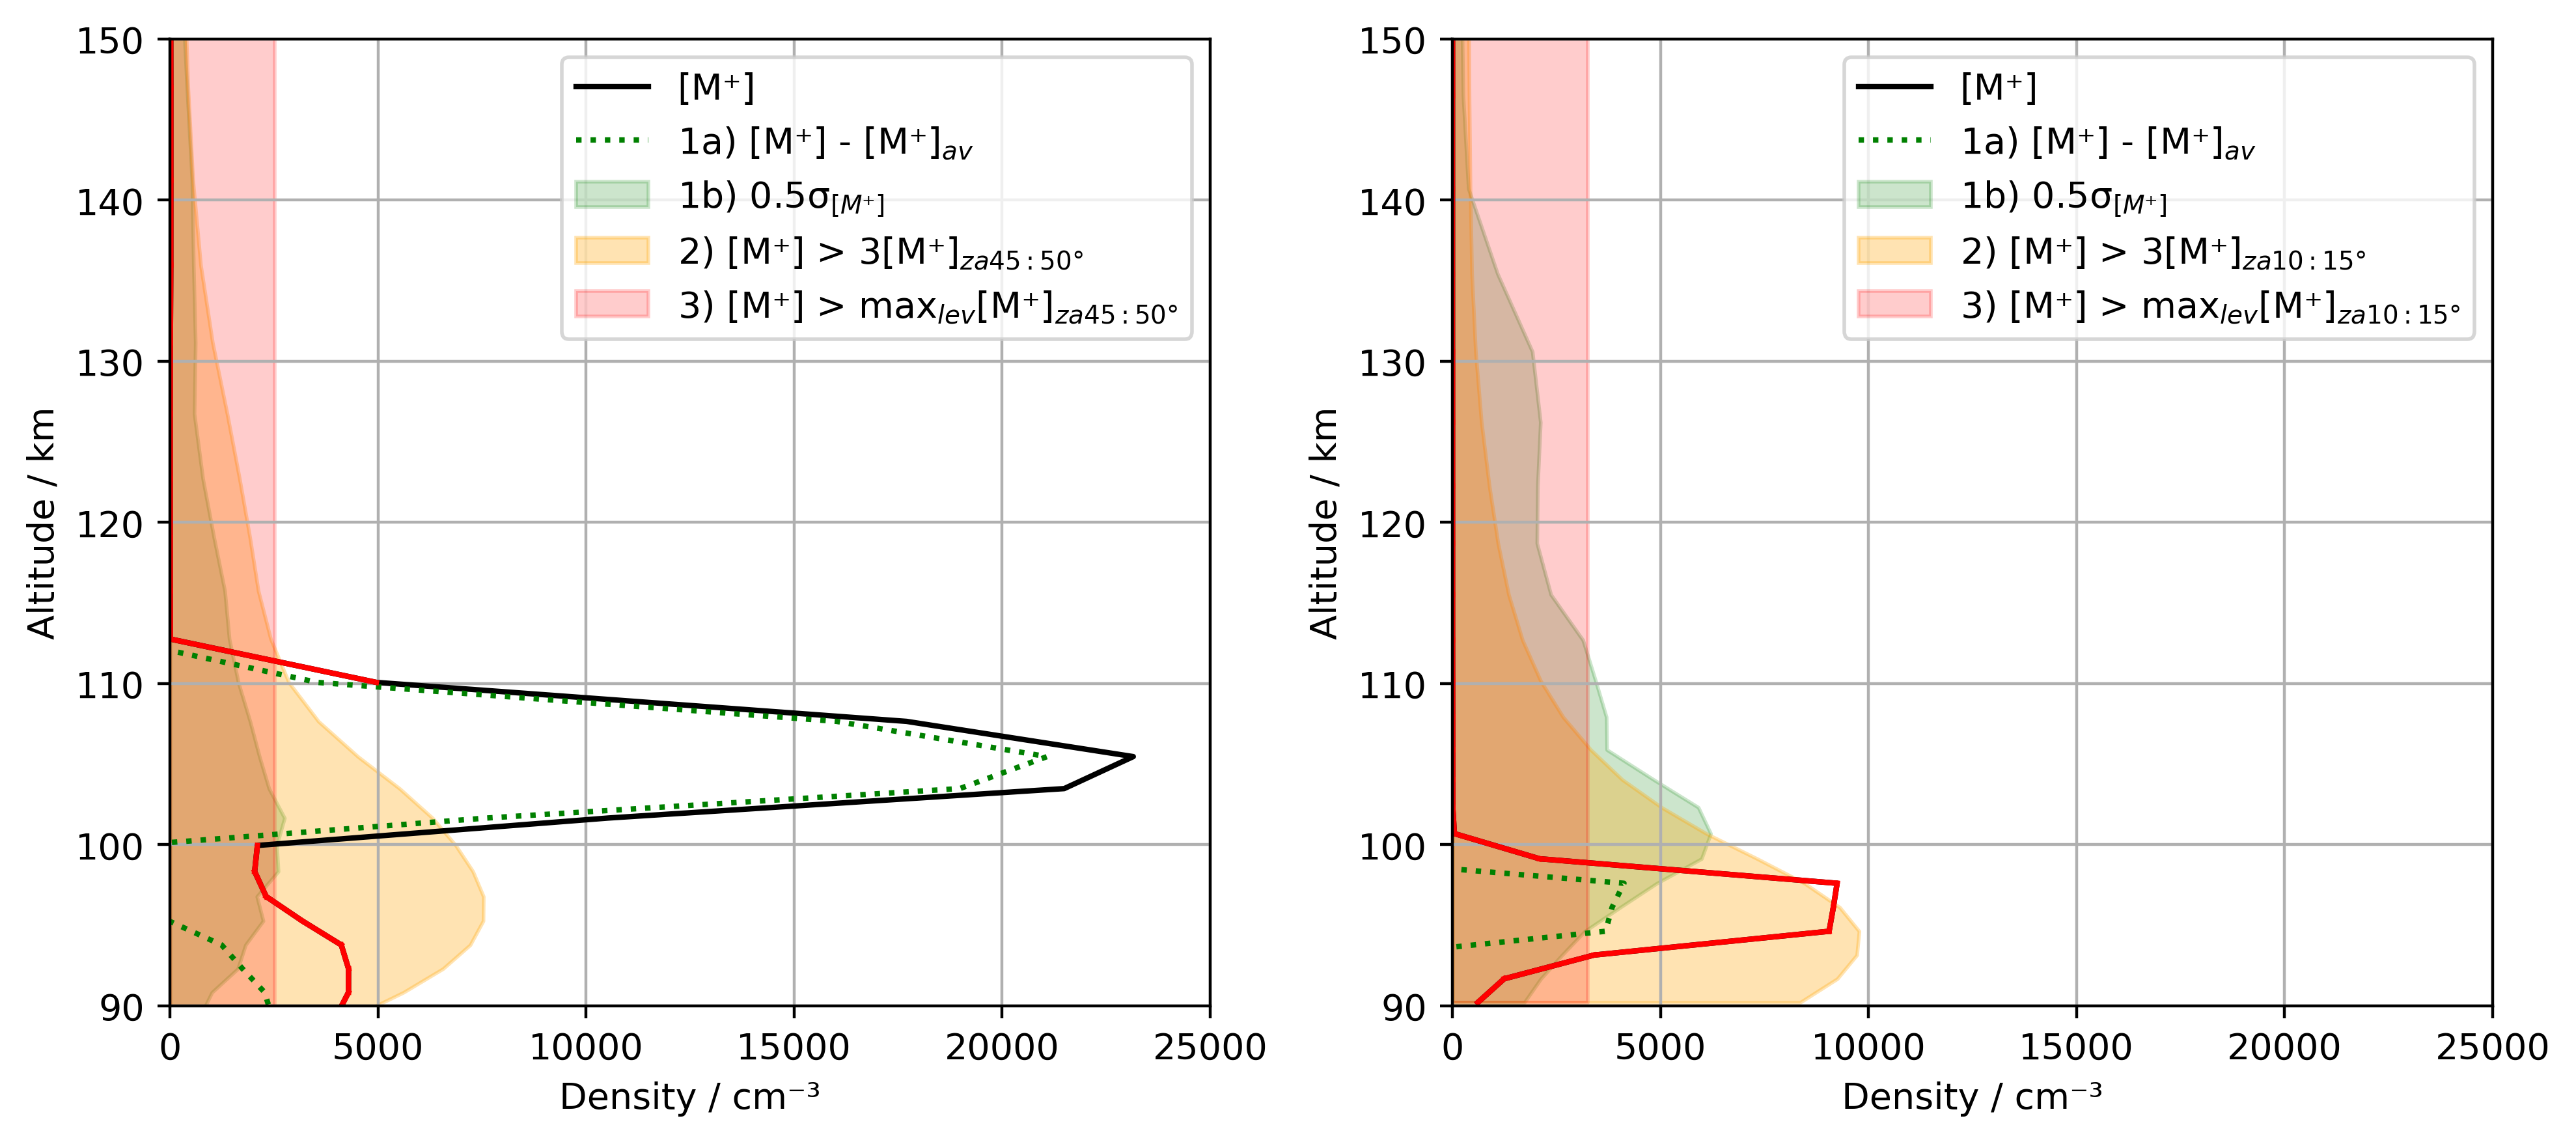 150
140
130
120
110
100
90
Altitude / km
0 5000 10000 15000 20000 25000
Density / cm⁻³
[M⁺]
1a) [M⁺] - [M⁺]av
1b) 0.5σ[M⁺]
2) [M⁺] > 3[M⁺]za45:50°
3) [M⁺] > maxlev[M⁺]za45:50°
150
140
130
120
110
100
90
Altitude / km
0 5000 10000 15000 20000 25000
Density / cm⁻³
[M⁺]
1a) [M⁺] - [M⁺]av
1b) 0.5σ[M⁺]
2) [M⁺] > 3[M⁺]za10:15°
3) [M⁺] > maxlev[M⁺]za10:15°